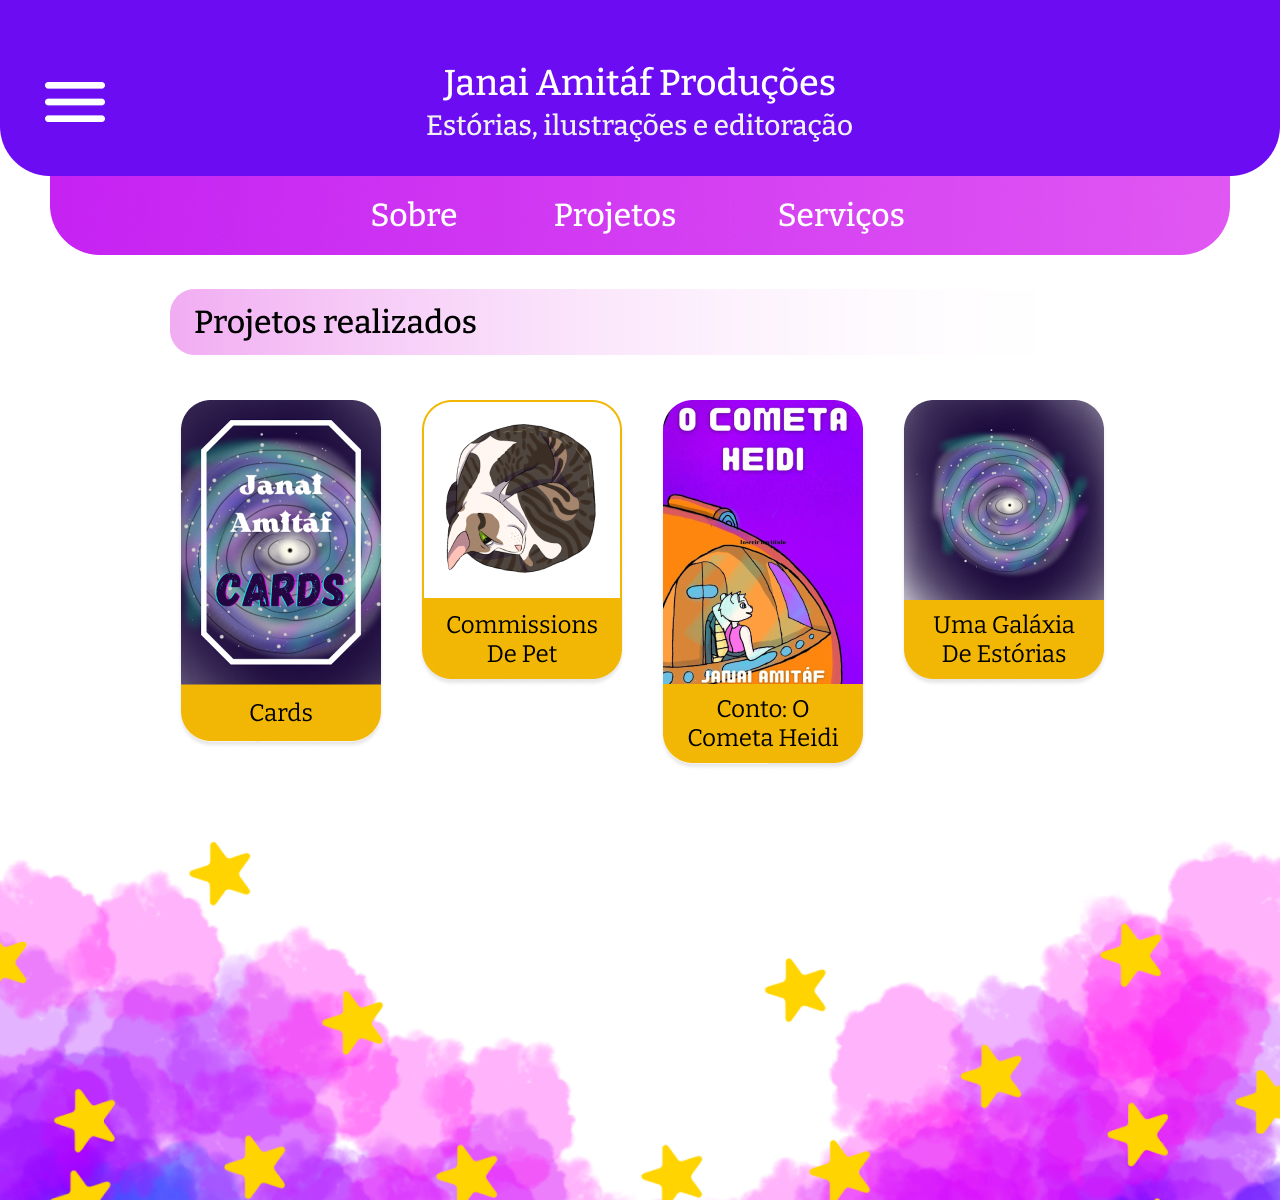 Janai Amitáf Produções
Estórias, ilustrações e editoração
Sobre Projetos Serviços
Projetos realizados
Janai
Amitáf
CARDS
Cards
Commissions
De Pet
O COMETA
HEIDI
JANAI AMITÁF
Conto: O
Cometa Heidi
Uma Galáxia
De Estórias